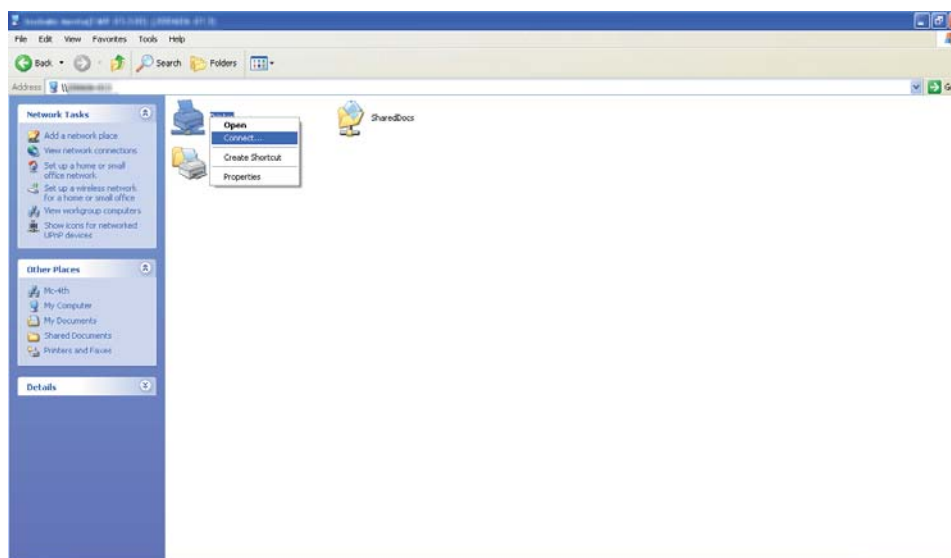 File Edit View Favorites Tools Help
Back Search Folders
Address \\
Network Tasks
Add a network place
View network connections
Set up a home or small
office network
Set up a wireless network
for a home or small office
View workgroup computers
Show icons for networked
UPnP devices
Other Places
Mc-4th
My Computer
My Documents
Shared Documents
Printers and Faxes
Details
Open
Connect...
Create Shortcut
Properties
SharedDocs